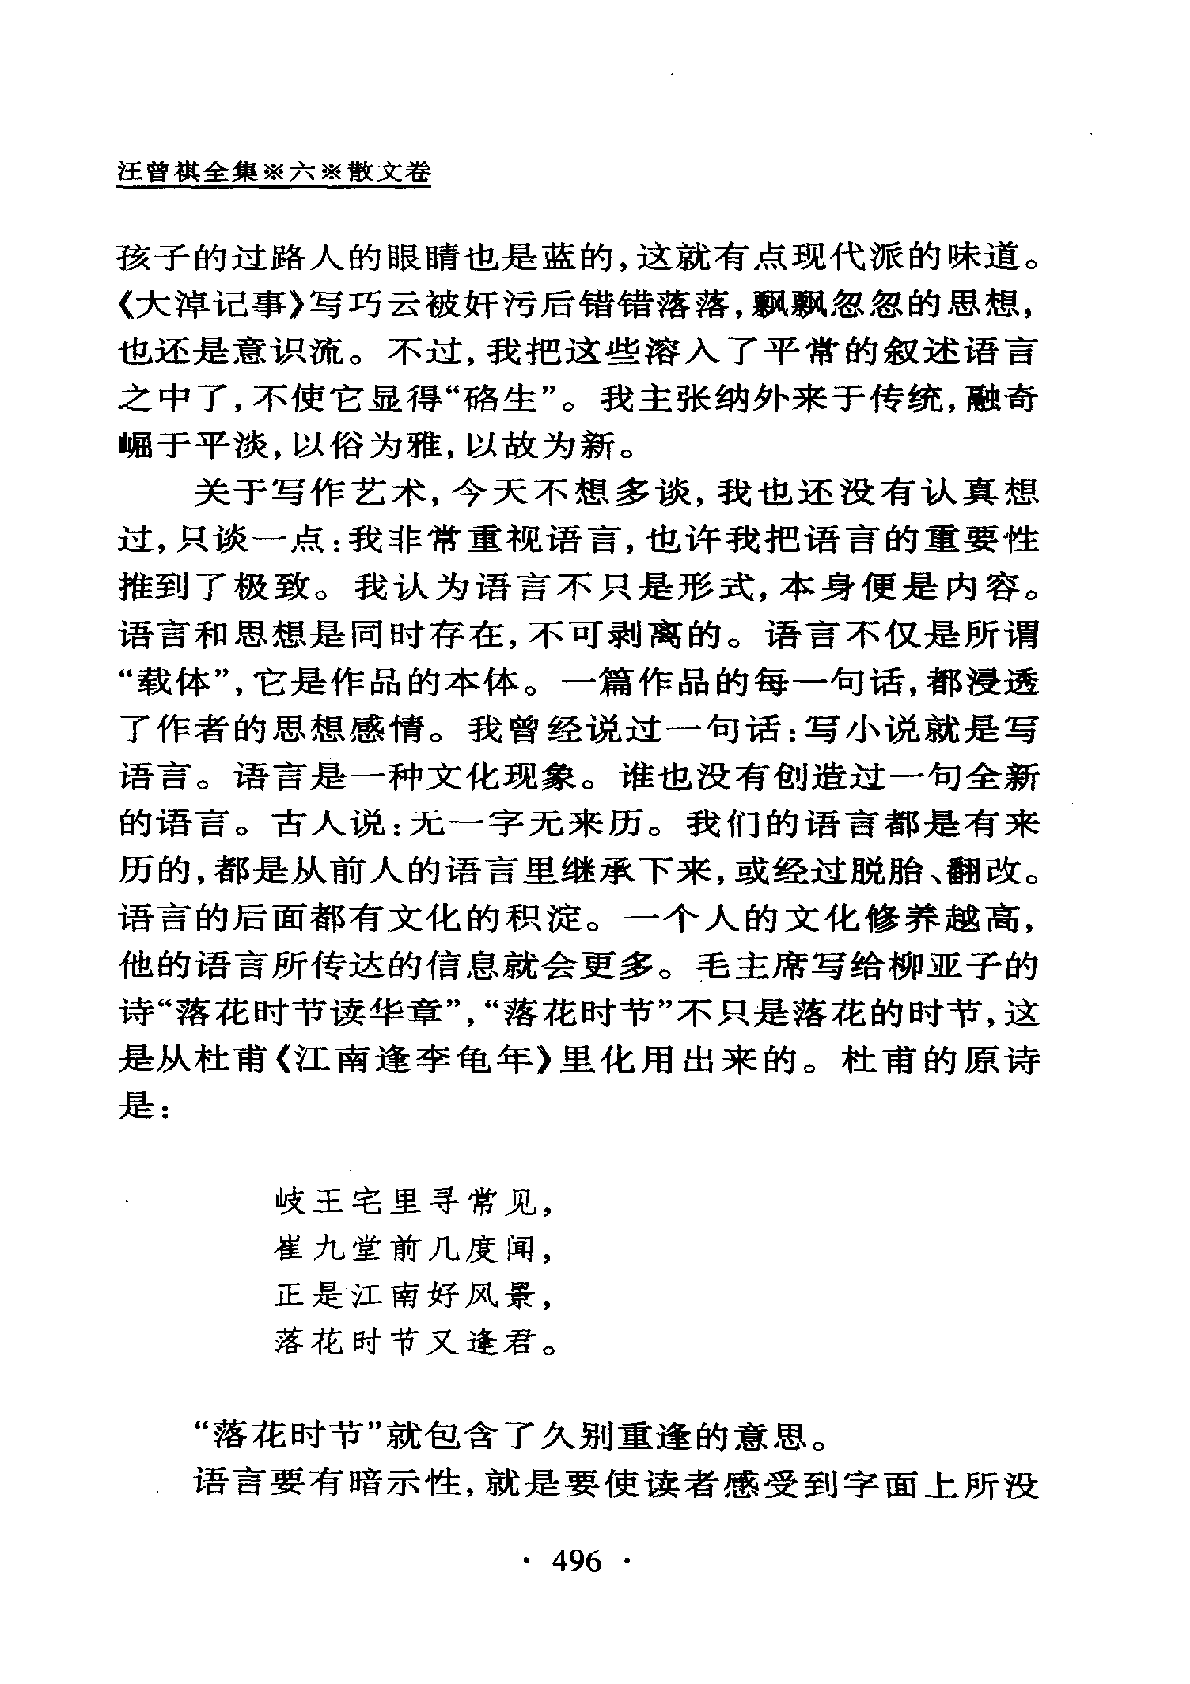 汪曾祺全集※六※散文卷
孩子的过路人的眼睛也是蓝的，这就有点现代派的味道。
《大淖记事》写巧云被奸污后错错落落，飘飘忽忽的思想，
也还是意识流。不过，我把这些溶入了平常的叙述语言
之中了，不使它显得“硌生”。我主张纳外来于传统，融奇
崛于平淡，以俗为雅，以故为新。
关于写作艺术，今天不想多谈，我也还没有认真想
过，只谈一点：我非常重视语言，也许我把语言的重要性
推到了极致。我认为语言不只是形式，本身便是内容。
语言和思想是同时存在，不可剥离的。语言不仅是所谓
“载体”，它是作品的本体。一篇作品的每一句话，都浸透
了作者的思想感情。我曾经说过一句话：写小说就是写
语言。语言是一种文化现象。谁也没有创造过一句全新
的语言。古人说：无一字无来历。我们的语言都是有来
历的，都是从前人的语言里继承下来，或经过脱胎、翻改。
语言的后面都有文化的积淀。一个人的文化修养越高，
他的语言所传达的信息就会更多。毛主席写给柳亚子的
诗“落花时节读华章”，“落花时节”不只是落花的时节，这
是从杜甫《江南逢李龟年》里化用出来的。杜甫的原诗
是：
岐王宅里寻常见，
崔九堂前几度闻，
正是江南好风景，
落花时节又逢君。
“落花时节”就包含了久别重逢的意思。
语言要有暗示性，就是要使读者感受到字面上所没
· 496 ·